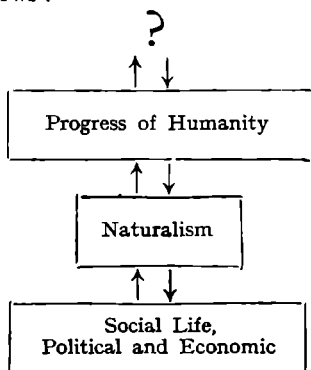 ?
Progress of Humanity
Naturalism
Social Life,
Political and Economic